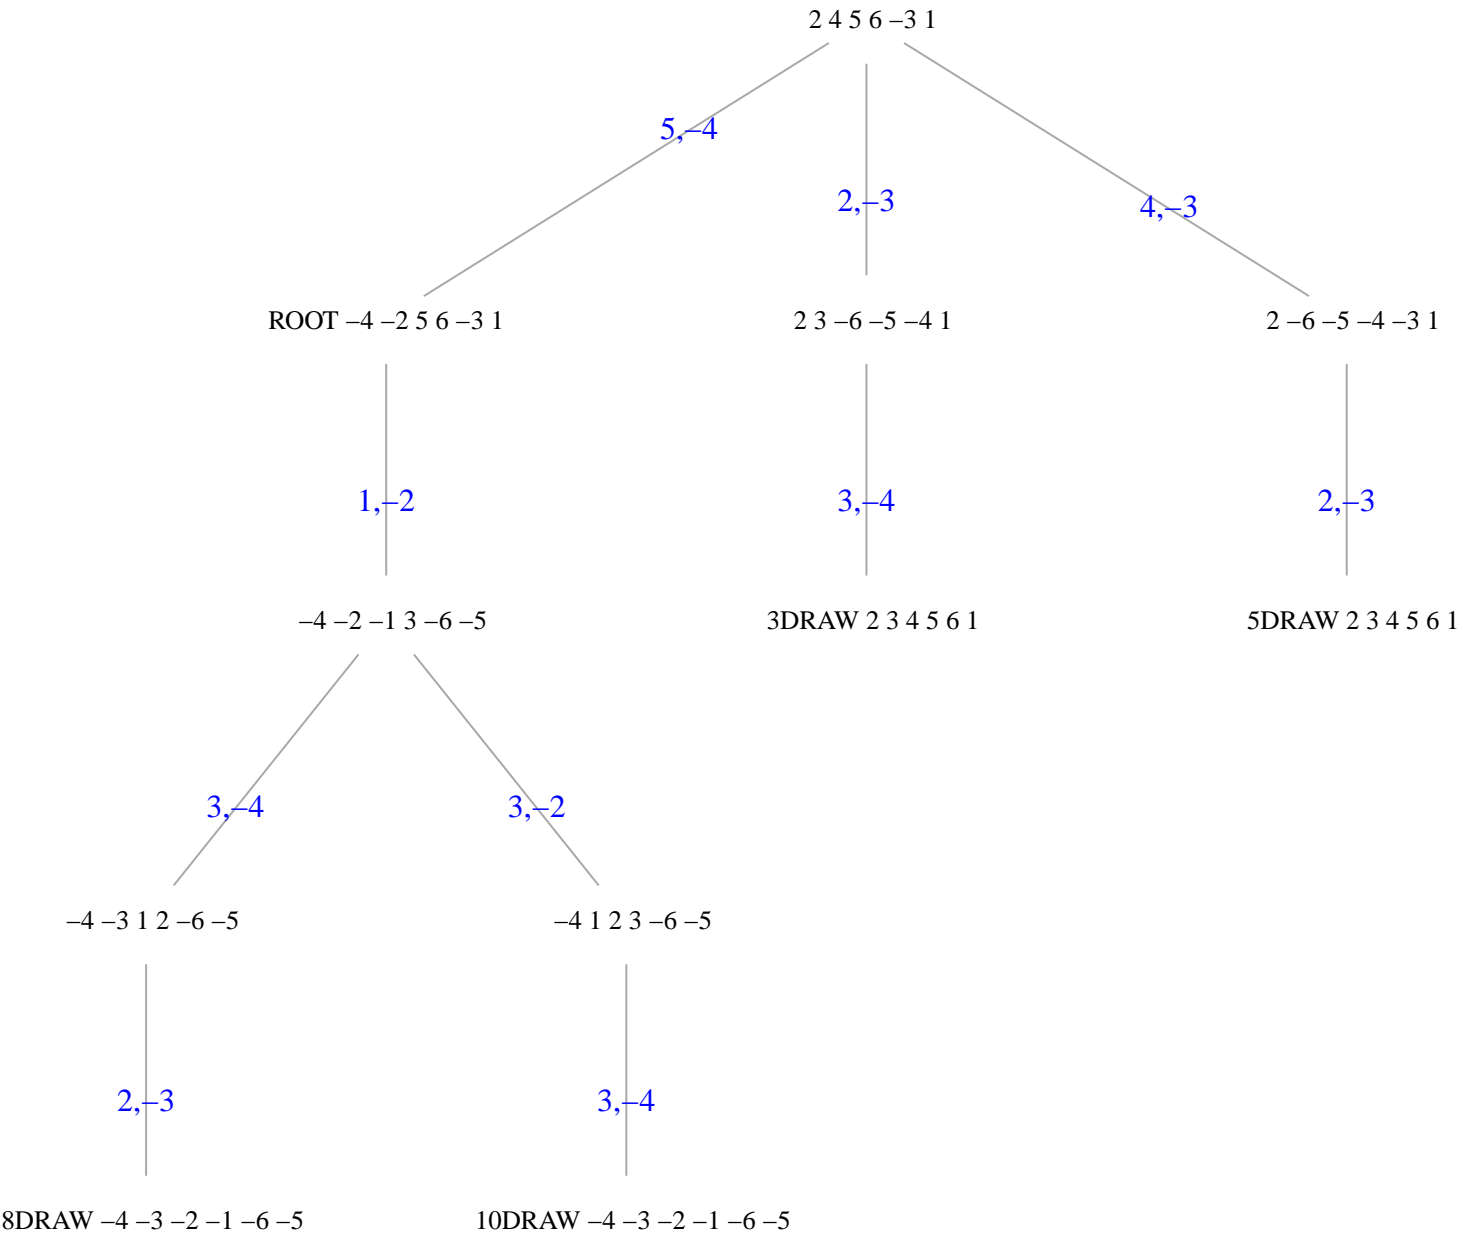 2 4 5 6 –3 1
5,–4
2,–3
4,–3
ROOT –4 –2 5 6 –3 1
2 3 –6 –5 –4 1
2 –6 –5 –4 –3 1
1,–2
3,–4
2,–3
–4 –2 –1 3 –6 –5
3DRAW 2 3 4 5 6 1
5DRAW 2 3 4 5 6 1
3,–4
3,–2
–4 –3 1 2 –6 –5
–4 1 2 3 –6 –5
2,–3
3,–4
8DRAW –4 –3 –2 –1 –6 –5
10DRAW –4 –3 –2 –1 –6 –5